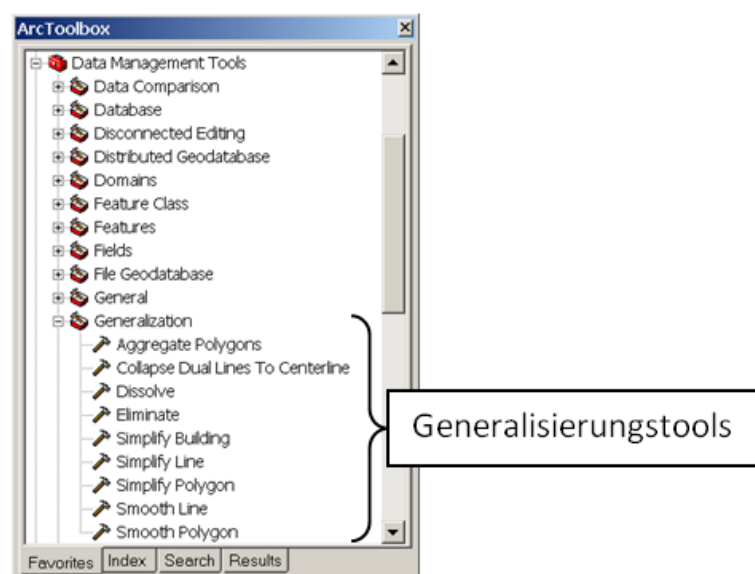 ArcToolbox
Data Management Tools
Data Comparison
Database
Disconnected Editing
Distributed Geodatabase
Domains
Feature Class
Features
Fields
File Geodatabase
General
Generalization
Aggregate Polygons
Collapse Dual Lines To Centerline
Dissolve
Eliminate
Simplify Building
Simplify Line
Simplify Polygon
Smooth Line
Smooth Polygon
Generalisierungstools
Favorites Index Search Results